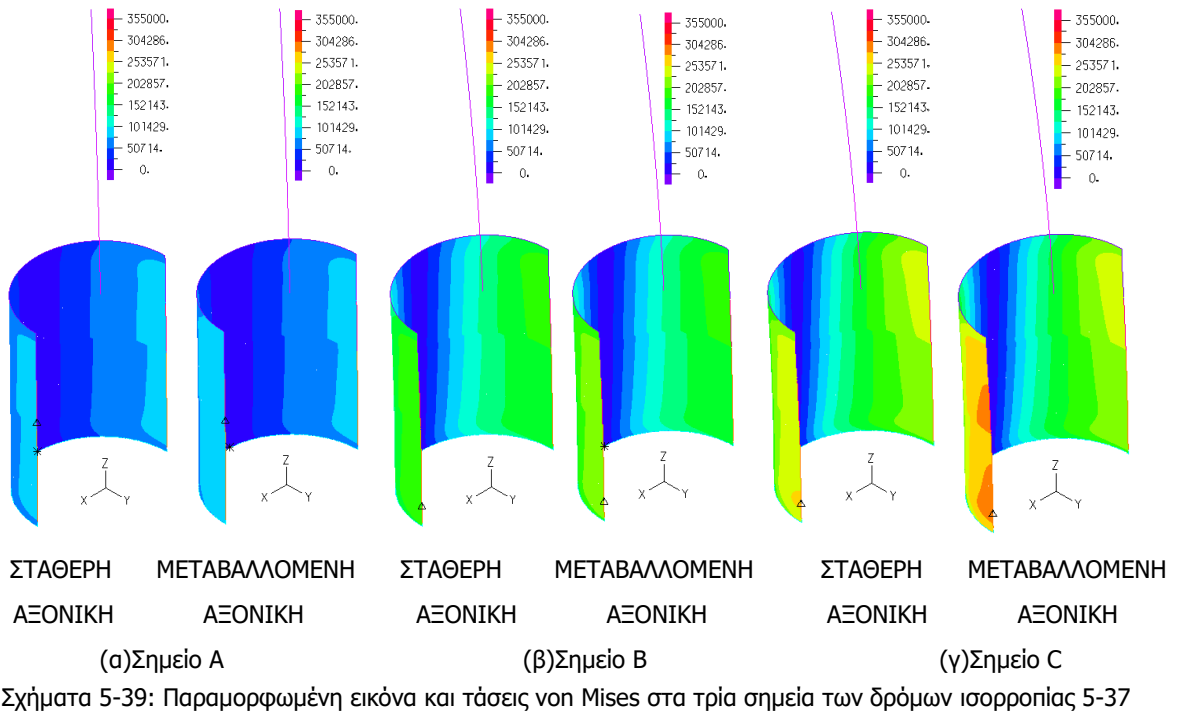 355000. 355000. 355000. 355000. 355000. 355000.
304286. 304286. 304286. 304286. 304286. 304286.
253571. 253571. 253571. 253571. 253571. 253571.
202857. 202857. 202857. 202857. 202857. 202857.
152143. 152143. 152143. 152143. 152143. 152143.
101429. 101429. 101429. 101429. 101429. 101429.
50714. 50714. 50714. 50714. 50714. 50714.
0. 0. 0. 0. 0. 0.
Z Z Z Z Z Z
X Y X Y X Y X Y X Y X Y
ΣΤΑΘΕΡΗ ΜΕΤΑΒΑΛΛΟΜΕΝΗ ΣΤΑΘΕΡΗ ΜΕΤΑΒΑΛΛΟΜΕΝΗ ΣΤΑΘΕΡΗ ΜΕΤΑΒΑΛΛΟΜΕΝΗ
ΑΞΟΝΙΚΗ ΑΞΟΝΙΚΗ ΑΞΟΝΙΚΗ ΑΞΟΝΙΚΗ ΑΞΟΝΙΚΗ ΑΞΟΝΙΚΗ
(α)Σημείο Α (β)Σημείο Β (γ)Σημείο C
Σχήματα 5-39: Παραμορφωμένη εικόνα και τάσεις von Mises στα τρία σημεία των δρόμων ισορροπίας 5-37